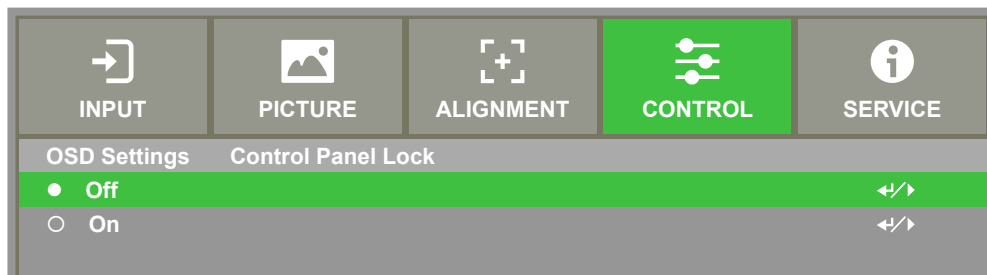 INPUT PICTURE ALIGNMENT CONTROL SERVICE
OSD Settings Control Panel Lock
Off
On